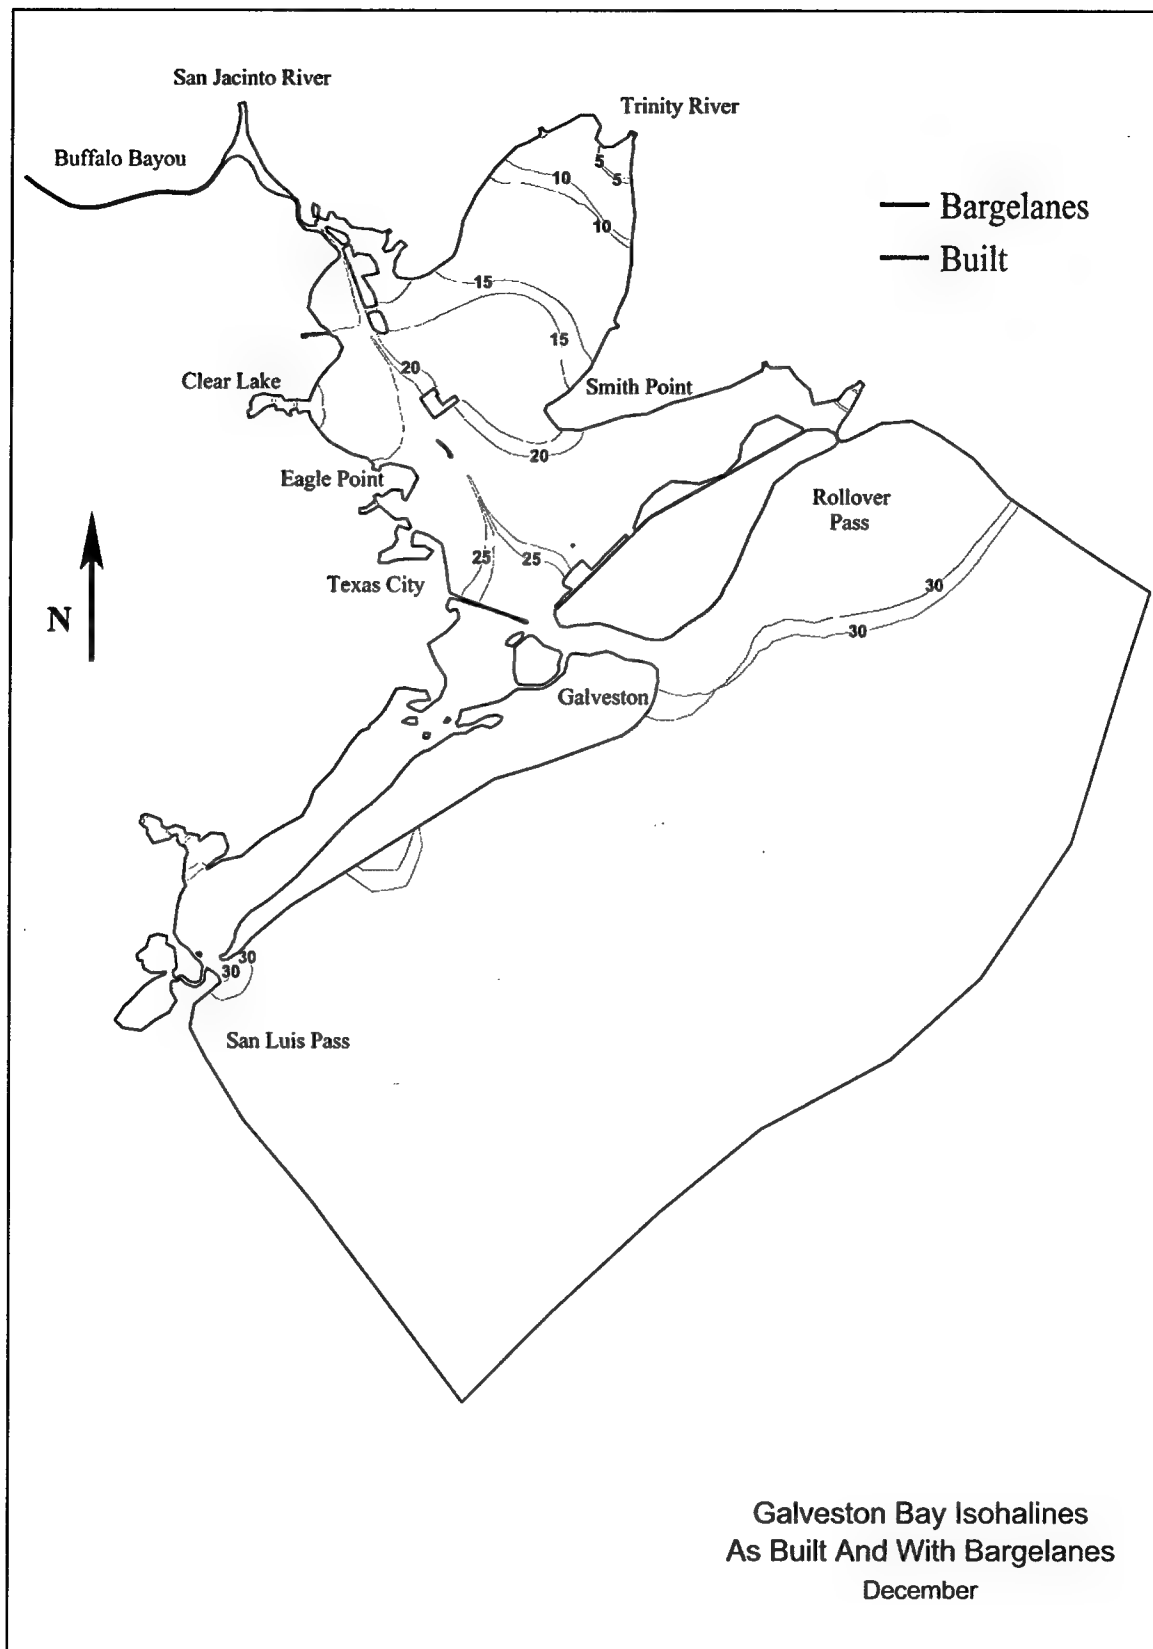 San Jacinto River
Trinity River
Buffalo Bayou
5
5
10
10
Bargelanes
Built
15
15
20
Clear Lake
Smith Point
20
Eagle Point
Rollover
Pass
25
25
Texas City
30
30
N
Galveston
30
30
San Luis Pass
Galveston Bay Isohalines
As Built And With Bargelanes
December